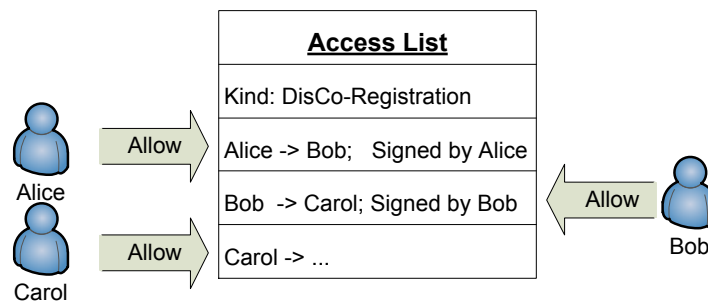 Access List
Kind: DisCo-Registration
Allow
Alice -> Bob;   Signed by Alice
Alice
Bob  -> Carol; Signed by Bob
Allow
Bob
Allow
Carol -> ...
Carol